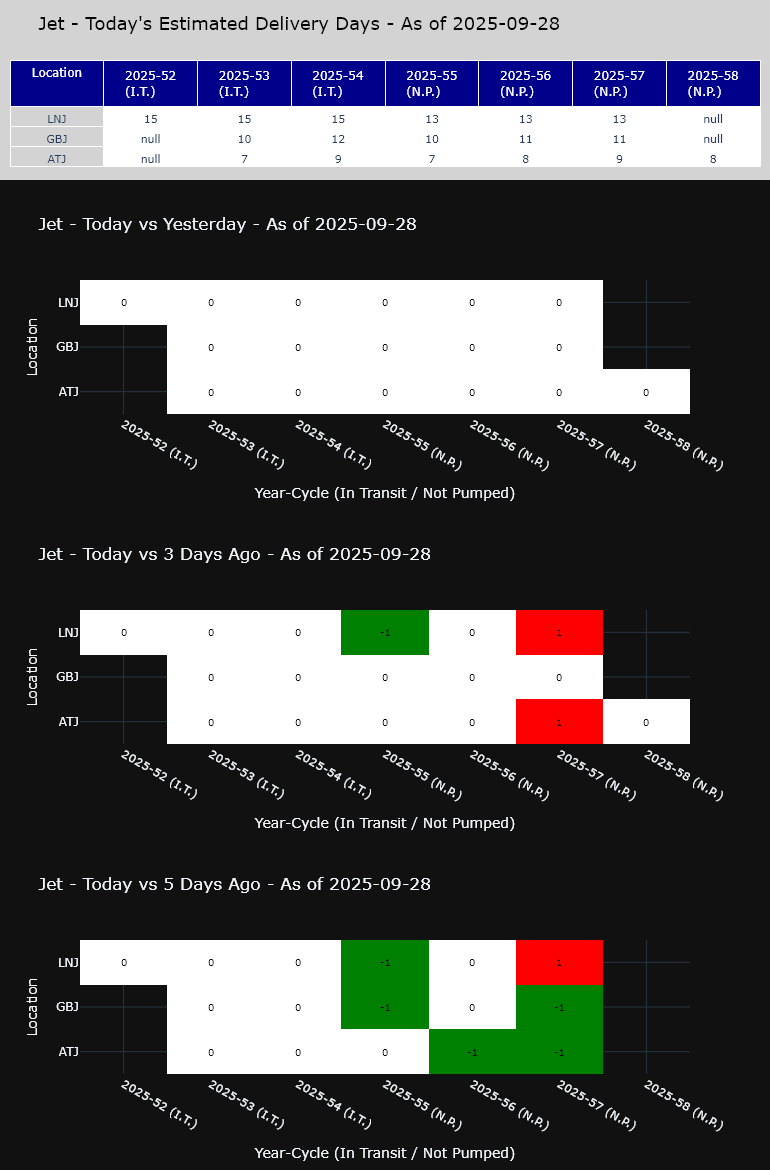 Jet - Today's Estimated Delivery Days - As of 2025-09-28
Location 2025-52 (I.T.) 2025-53 (I.T.) 2025-54 (I.T.) 2025-55 (N.P.) 2025-56 (N.P.) 2025-57 (N.P.) 2025-58 (N.P.)
LNJ 15 15 15 13 13 13 null
GBJ null 10 12 10 11 11 null
ATJ null 7 9 7 8 9 8
Jet - Today vs Yesterday - As of 2025-09-28
Location
LNJ 0 0 0 0 0 0
GBJ 0 0 0 0 0
ATJ 0 0 0 0 0 0
2025-52 (I.T.) 2025-53 (I.T.) 2025-54 (I.T.) 2025-55 (N.P.) 2025-56 (N.P.) 2025-57 (N.P.) 2025-58 (N.P.)
Year-Cycle (In Transit / Not Pumped)
Jet - Today vs 3 Days Ago - As of 2025-09-28
Location
LNJ 0 0 0 -1 0 1
GBJ 0 0 0 0 0
ATJ 0 0 0 0 1 0
2025-52 (I.T.) 2025-53 (I.T.) 2025-54 (I.T.) 2025-55 (N.P.) 2025-56 (N.P.) 2025-57 (N.P.) 2025-58 (N.P.)
Year-Cycle (In Transit / Not Pumped)
Jet - Today vs 5 Days Ago - As of 2025-09-28
Location
LNJ 0 0 0 -1 0 1
GBJ 0 0 -1 0 -1
ATJ 0 0 0 -1 -1
2025-52 (I.T.) 2025-53 (I.T.) 2025-54 (I.T.) 2025-55 (N.P.) 2025-56 (N.P.) 2025-57 (N.P.) 2025-58 (N.P.)
Year-Cycle (In Transit / Not Pumped)